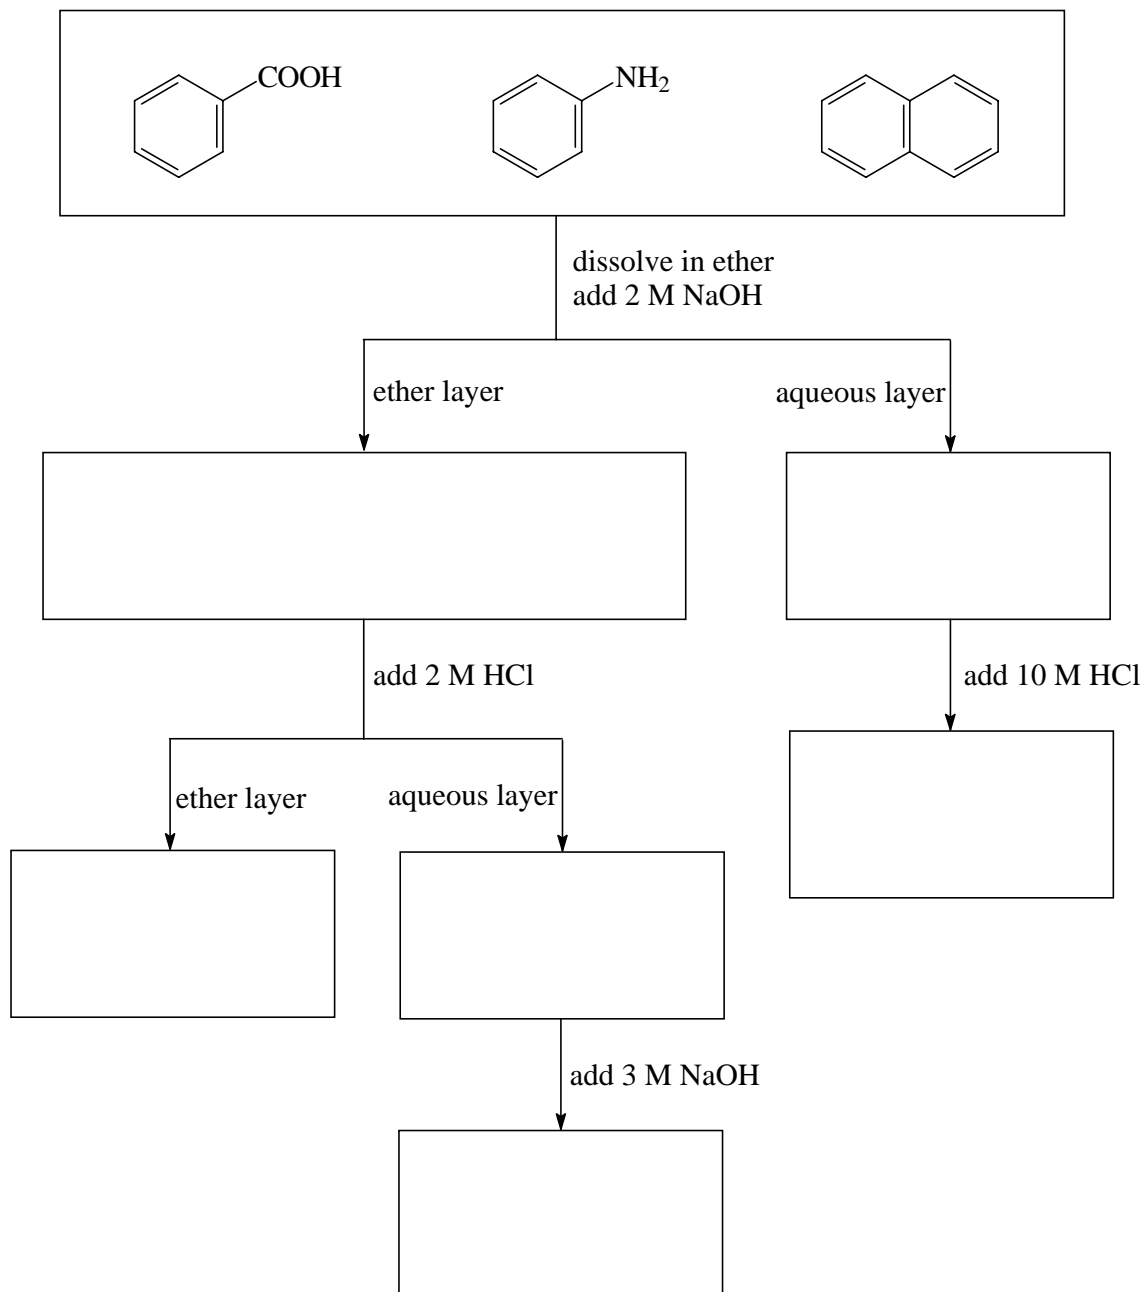 COOH
NH2
dissolve in ether
add 2 M NaOH
ether layer
aqueous layer
add 2 M HCl
add 10 M HCl
ether layer
aqueous layer
add 3 M NaOH